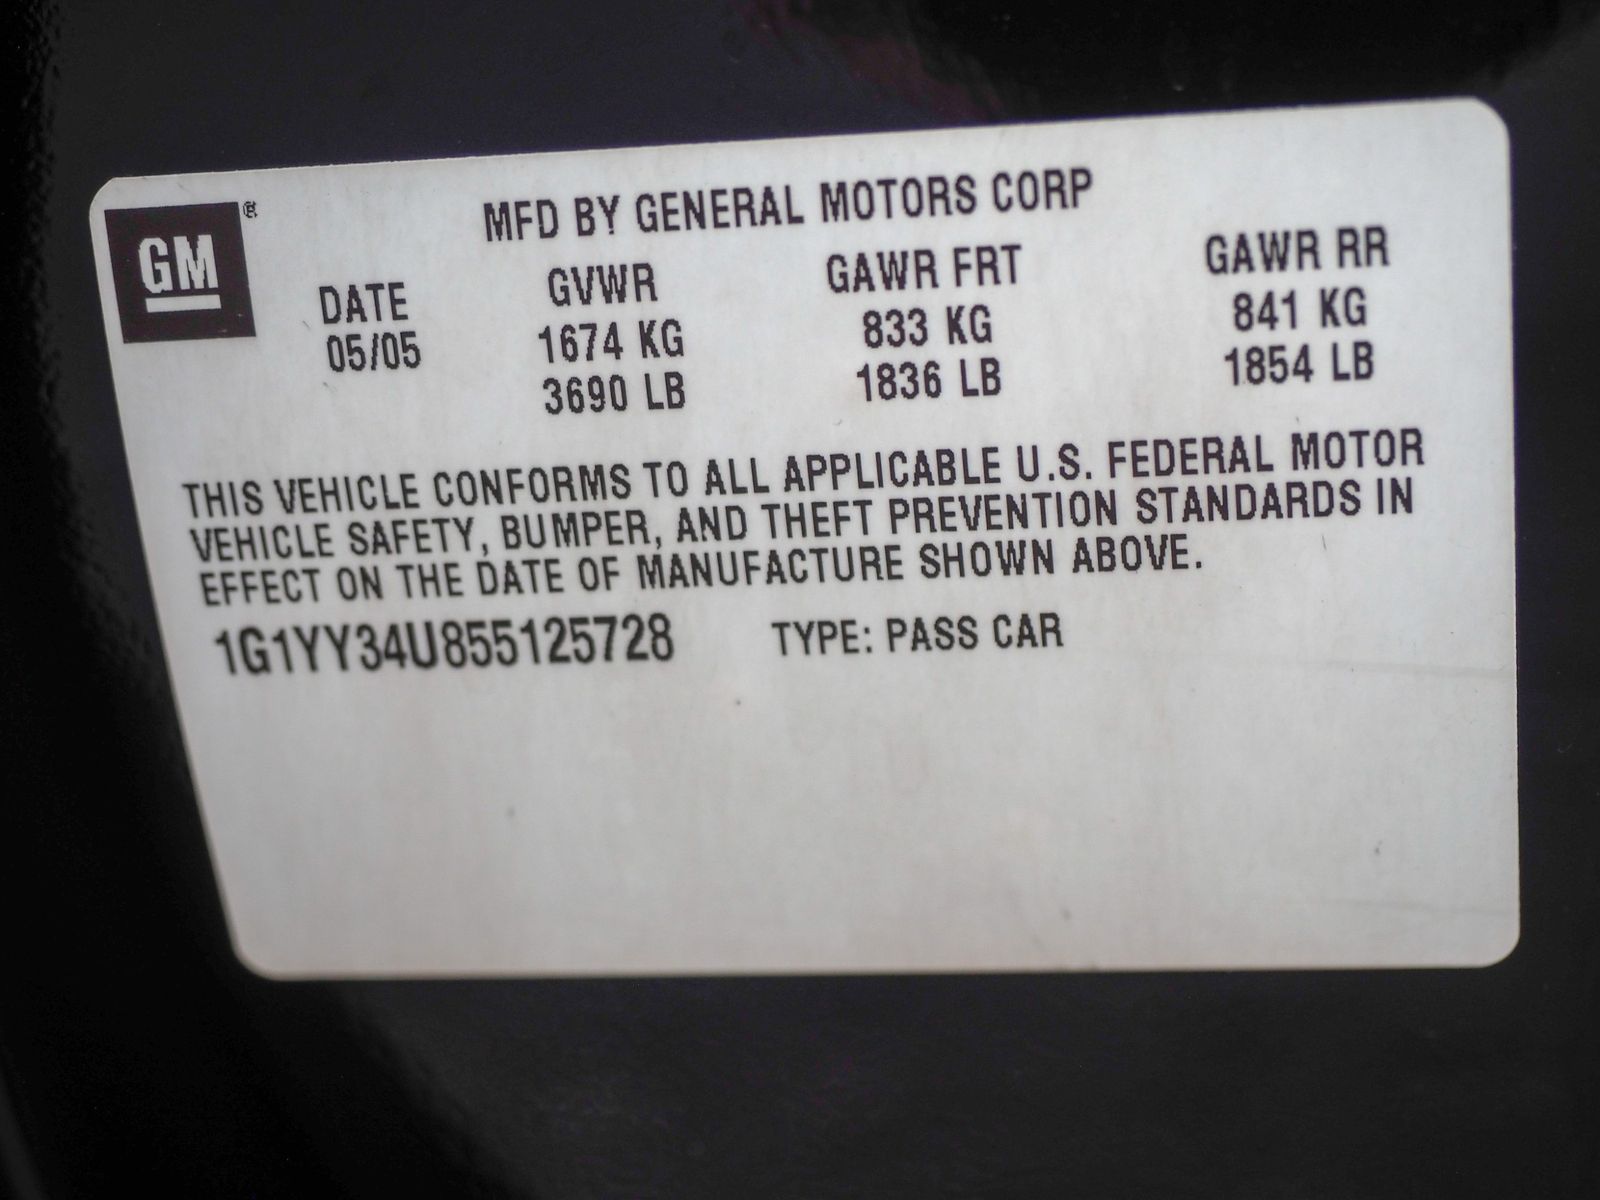 GM®
MFD BY GENERAL MOTORS CORP
DATE GVWR GAWR FRT GAWR RR
05/05 1674 KG 833 KG 841 KG
3690 LB 1836 LB 1854 LB
THIS VEHICLE CONFORMS TO ALL APPLICABLE U.S. FEDERAL MOTOR
VEHICLE SAFETY, BUMPER, AND THEFT PREVENTION STANDARDS IN
EFFECT ON THE DATE OF MANUFACTURE SHOWN ABOVE.
1G1YY34U855125728 TYPE: PASS CAR